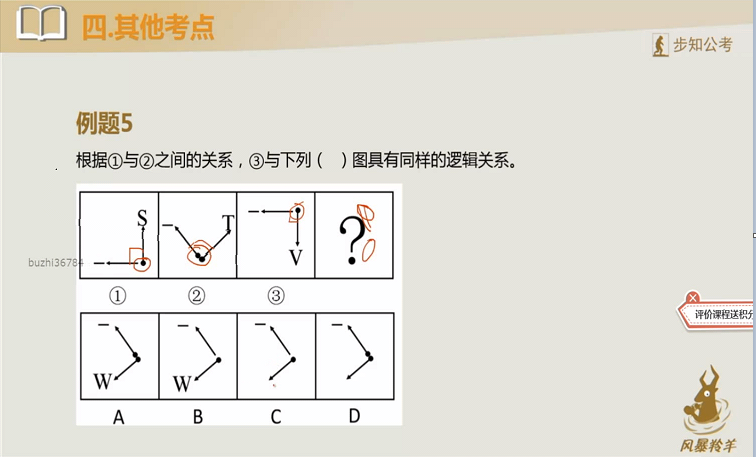 四.其他考点
步知公考
例题5
根据①与②之间的关系，③与下列（　）图具有同样的逻辑关系。
S
T
V
?
buzhi36784
① ② ③
评价课程送积分
W W
A B C D
风暴羚羊